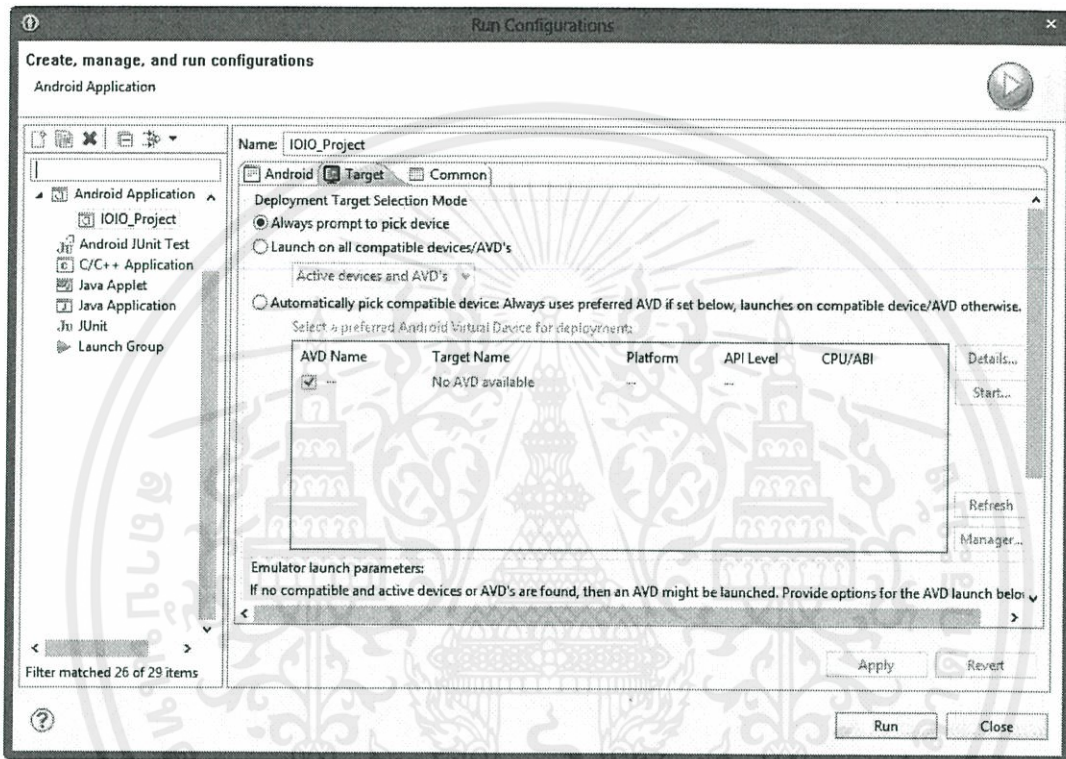 Run Configurations
Create, manage, and run configurations
Android Application
Name: IOIO_Project
Android Target Common
Android Application
IOIO_Project
Android JUnit Test
C/C++ Application
Java Applet
Java Application
JUnit
Launch Group
Filter matched 26 of 29 items
Deployment Target Selection Mode
Always prompt to pick device
Launch on all compatible devices/AVD's
Active devices and AVD's
Automatically pick compatible device: Always uses preferred AVD if set below, launches on compatible device/AVD otherwise.
Select a preferred Android Virtual Device for deployment:
AVD Name Target Name Platform API Level CPU/ABI
--- No AVD available --- ---
Details...
Start...
Refresh
Manager...
Emulator launch parameters:
If no compatible and active devices or AVD's are found, then an AVD might be launched. Provide options for the AVD launch below
Apply Revert
Run Close